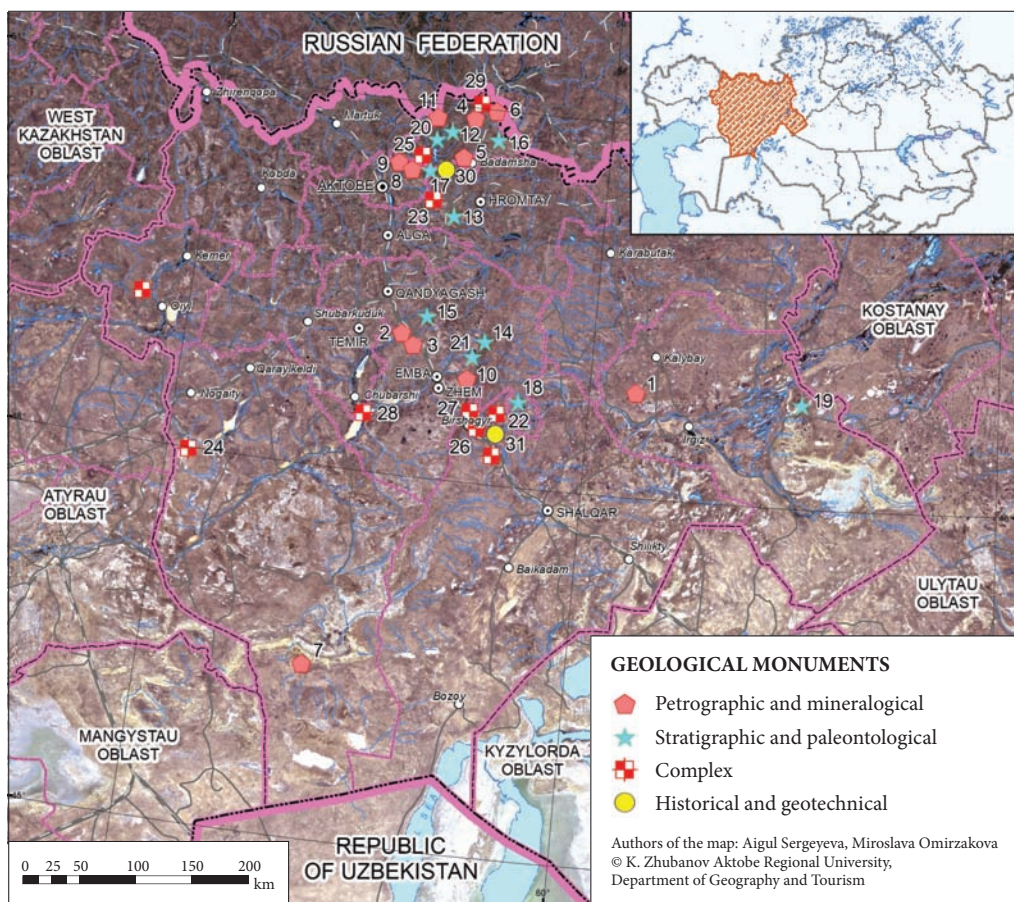 RUSSIAN FEDERATION
WEST
KAZAKHSTAN
OBLAST
Zhirenqopa
Martuk
29
11
4
6
20
12
16
25
5
Badamsha
9
8
30
AKTOBE
17
Kobda
HROMTAY
23
13
ALGA
Karabutak
Kemer
Oiyl
QANDYAGASH
KOSTANAY
OBLAST
15
Shubarkuduk
TEMIR
2
3
14
21
Kalybay
Qarayikeldi
EMBA
10
1
ZHEM
Nogaity
Chubarshi
18
19
28
27
22
Birshogyr
Irgiz
24
26
31
ATYRAU
OBLAST
SHALQAR
Shilikty
Baikadam
ULYTAU
OBLAST
7
Bozoy
MANGYSTAU
OBLAST
KYZYLORDA
OBLAST
REPUBLIC
OF UZBEKISTAN
45°
60°
0 25 50 100 150 200
km
GEOLOGICAL MONUMENTS
Petrographic and mineralogical
Stratigraphic and paleontological
Complex
Historical and geotechnical
Authors of the map: Aigul Sergeyeva, Miroslava Omirzakova
© K. Zhubanov Aktobe Regional University,
Department of Geography and Tourism